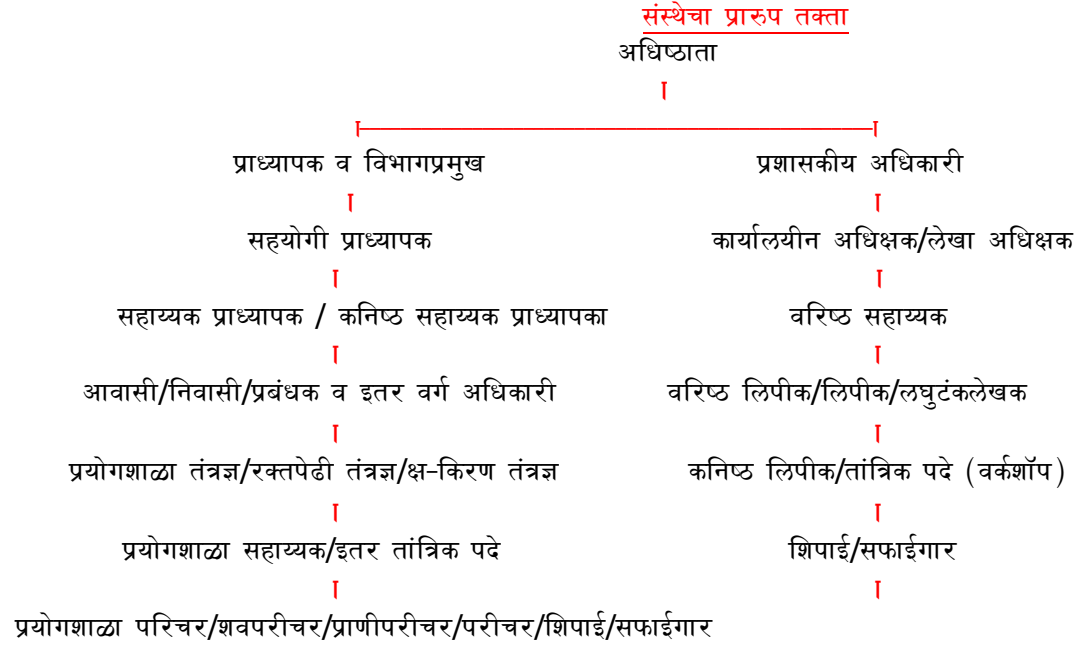 संस्थेचा प्रारुप तक्ता
अधिष्ठाता
प्राध्यापक व विभागप्रमुख प्रशासकीय अधिकारी
सहयोगी प्राध्यापक कार्यालयीन अधिक्षक/लेखा अधिक्षक
सहाय्यक प्राध्यापक / कनिष्ठ सहाय्यक प्राध्यापका वरिष्ठ सहाय्यक
आवासी/निवासी/प्रबंधक व इतर वर्ग अधिकारी वरिष्ठ लिपीक/लिपीक/लघुटंकलेखक
प्रयोगशाळा तंत्रज्ञ/रक्तपेढी तंत्रज्ञ/क्ष-किरण तंत्रज्ञ कनिष्ठ लिपीक/तांत्रिक पदे (वर्कशॉप)
प्रयोगशाळा सहाय्यक/इतर तांत्रिक पदे शिपाई/सफाईगार
प्रयोगशाळा परिचर/शवपरीचर/प्राणीपरीचर/परीचर/शिपाई/सफाईगार